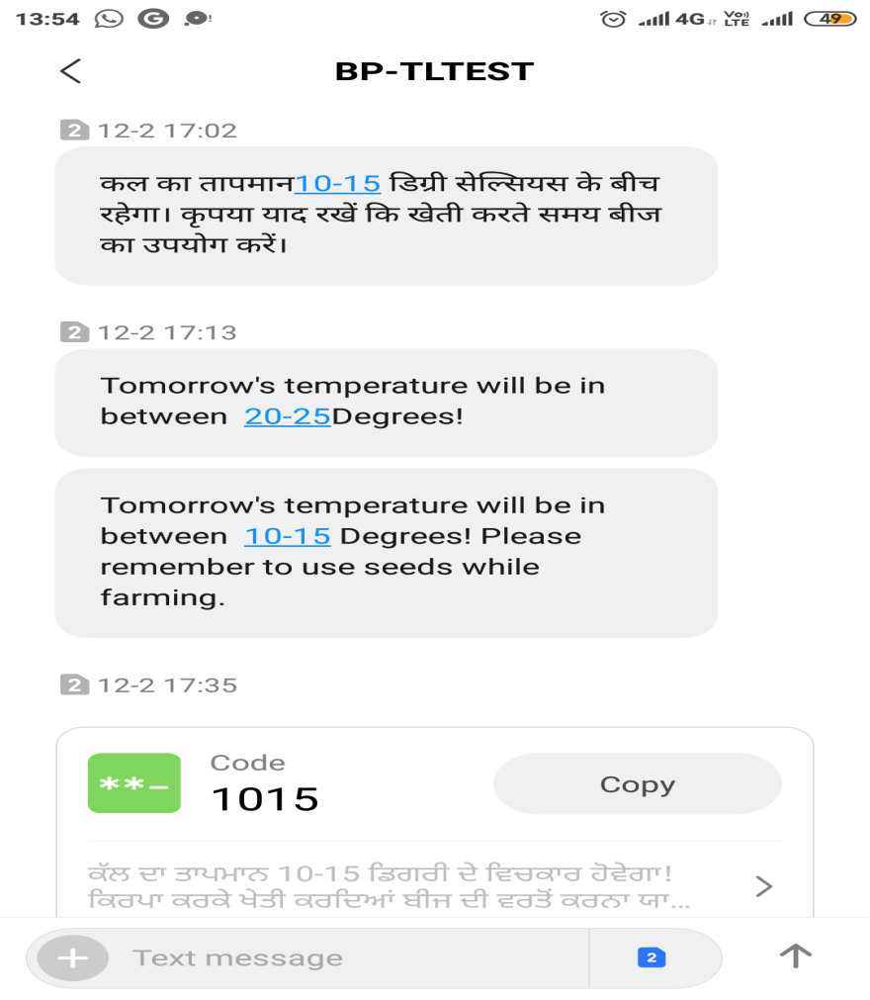 13:54 4G VoLTE 49
BP-TLTEST
2 12-2 17:02
कल का तापमान10-15 डिग्री सेल्सियस के बीच
रहेगा। कृपया याद रखें कि खेती करते समय बीज
का उपयोग करें।
2 12-2 17:13
Tomorrow's temperature will be in
between 20-25Degrees!
Tomorrow's temperature will be in
between 10-15 Degrees! Please
remember to use seeds while
farming.
2 12-2 17:35
Code
**_ 1015 Copy
ਕੱਲ ਦਾ ਤਾਪਮਾਨ 10-15 ਡਿਗਰੀ ਦੇ ਵਿਚਕਾਰ ਹੋਵੇਗਾ!
ਕਿਰਪਾ ਕਰਕੇ ਖੇਤੀ ਕਰਦਿਆਂ ਬੀਜ ਦੀ ਵਰਤੋਂ ਕਰਨਾ ਯਾ...
+ Text message 2